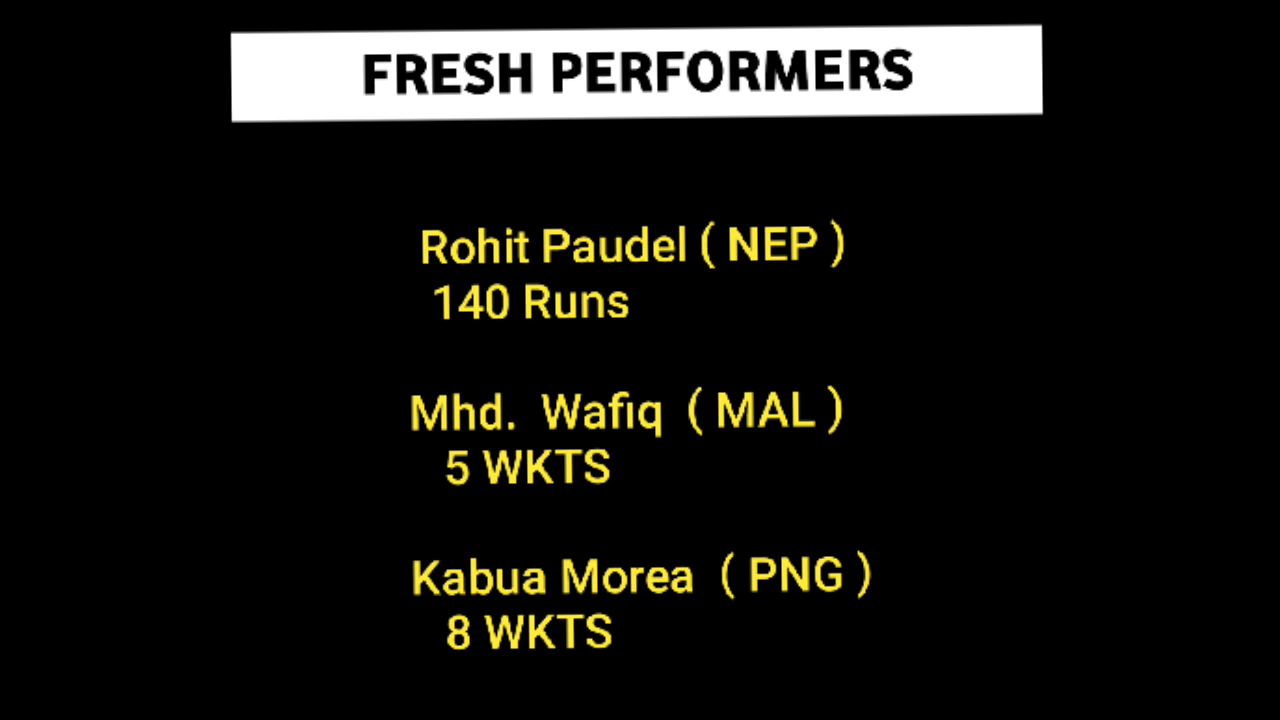 FRESH PERFORMERS
Rohit Paudel ( NEP )
140 Runs
Mhd. Wafiq ( MAL )
5 WKTS
Kabua Morea ( PNG )
8 WKTS